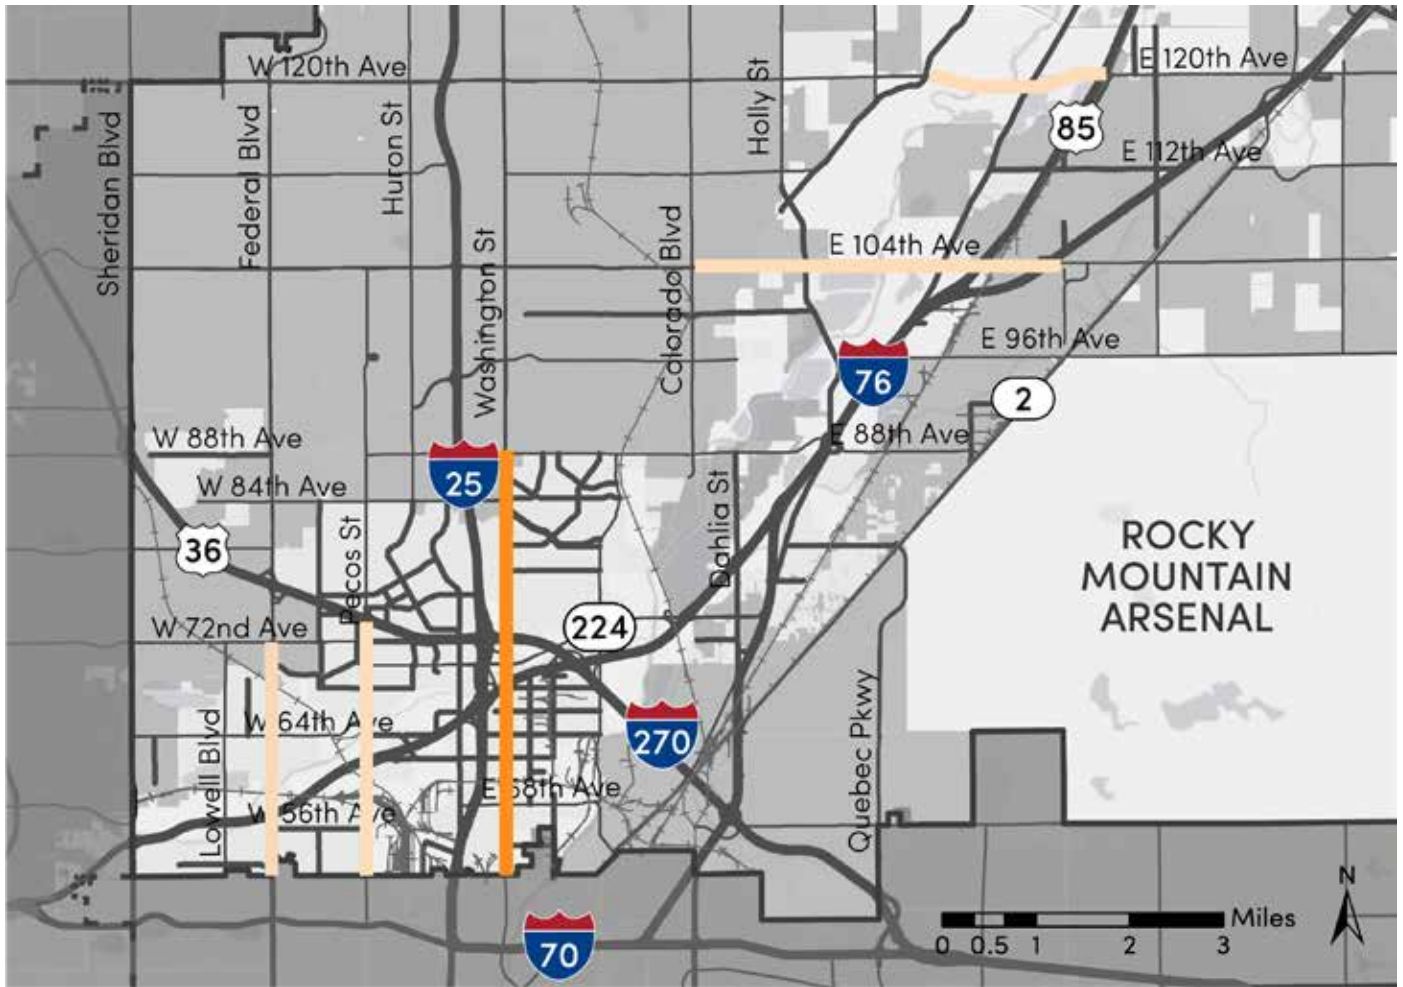 W 120th Ave
E 120th Ave
Sheridan Blvd
Federal Blvd
Huron St
Washington St
Colorado Blvd
Holly St
85
E 112th Ave
E 104th Ave
E 96th Ave
76
2
W 88th Ave
E 88th Ave
W 84th Ave
25
36
Pecos St
Dahlia St
ROCKY
MOUNTAIN
ARSENAL
W 72nd Ave
224
Lowell Blvd
W 64th Ave
270
Quebec Pkwy
E 58th Ave
W 56th Ave
70
N
Miles
0 0.5 1 2 3